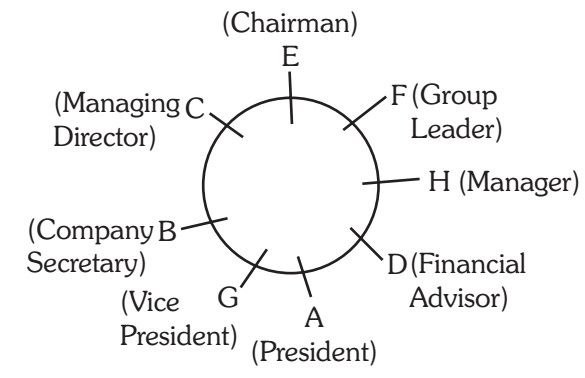 (Chairman)
E
(Managing C
Director)
F (Group
Leader)
H (Manager)
(Company B
Secretary)
D (Financial
Advisor)
G
(Vice
President)
A
(President)